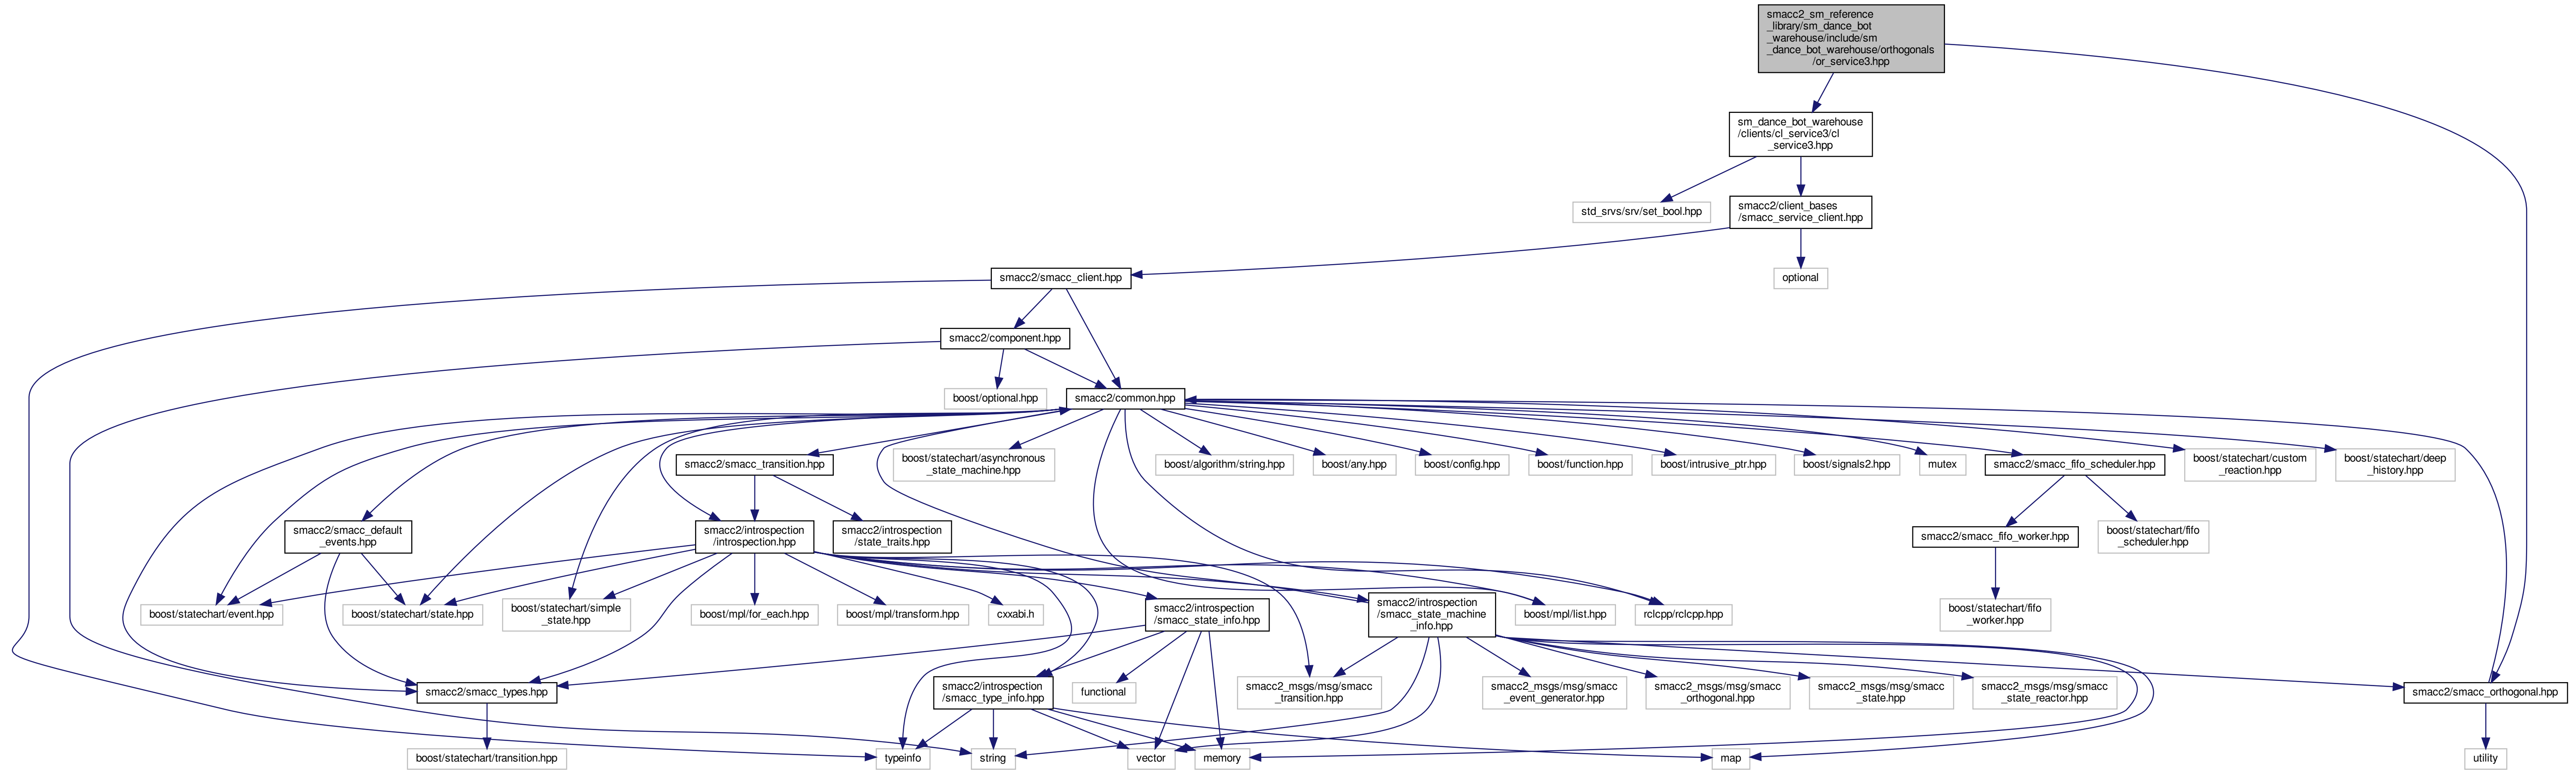 smacc2_sm_reference
_library/sm_dance_bot
_warehouse/include/sm
_dance_bot_warehouse/orthogonals
/or_service3.hpp
sm_dance_bot_warehouse
/clients/cl_service3/cl
_service3.hpp
std_srvs/srv/set_bool.hpp
smacc2/client_bases
/smacc_service_client.hpp
smacc2/smacc_client.hpp
optional
smacc2/component.hpp
boost/optional.hpp
smacc2/common.hpp
smacc2/smacc_transition.hpp
boost/statechart/asynchronous
_state_machine.hpp
boost/algorithm/string.hpp
boost/any.hpp
boost/config.hpp
boost/function.hpp
boost/intrusive_ptr.hpp
boost/signals2.hpp
mutex
smacc2/smacc_fifo_scheduler.hpp
boost/statechart/custom
_reaction.hpp
boost/statechart/deep
_history.hpp
smacc2/smacc_default
_events.hpp
smacc2/introspection
/introspection.hpp
smacc2/introspection
/state_traits.hpp
smacc2/smacc_fifo_worker.hpp
boost/statechart/fifo
_scheduler.hpp
boost/statechart/event.hpp
boost/statechart/state.hpp
boost/statechart/simple
_state.hpp
boost/mpl/for_each.hpp
boost/mpl/transform.hpp
cxxabi.h
smacc2/introspection
/smacc_state_info.hpp
smacc2/introspection
/smacc_state_machine
_info.hpp
boost/mpl/list.hpp
rclcpp/rclcpp.hpp
boost/statechart/fifo
_worker.hpp
smacc2/smacc_types.hpp
smacc2/introspection
/smacc_type_info.hpp
functional
smacc2_msgs/msg/smacc
_transition.hpp
smacc2_msgs/msg/smacc
_event_generator.hpp
smacc2_msgs/msg/smacc
_orthogonal.hpp
smacc2_msgs/msg/smacc
_state.hpp
smacc2_msgs/msg/smacc
_state_reactor.hpp
smacc2/smacc_orthogonal.hpp
boost/statechart/transition.hpp
typeinfo
string
vector
memory
map
utility